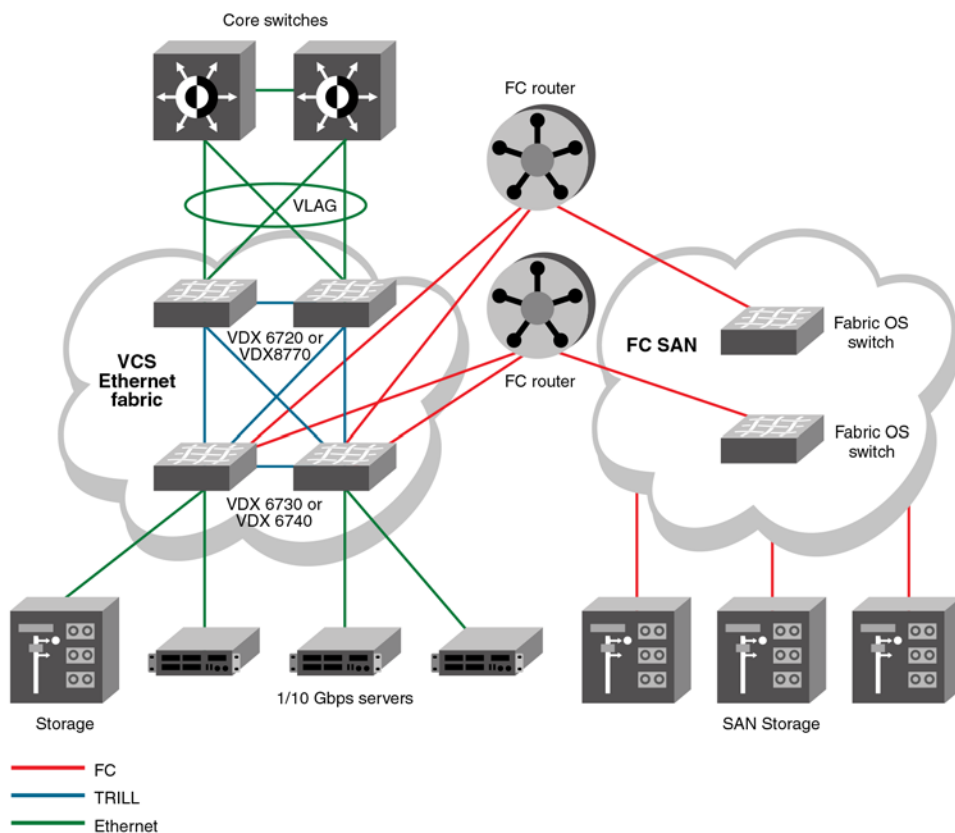 Core switches
FC router
VLAG
VDX 6720 or
VDX8770
VCS
Ethernet
fabric
FC router
FC SAN
Fabric OS
switch
Fabric OS
switch
VDX 6730 or
VDX 6740
Storage
1/10 Gbps servers
SAN Storage
FC
TRILL
Ethernet